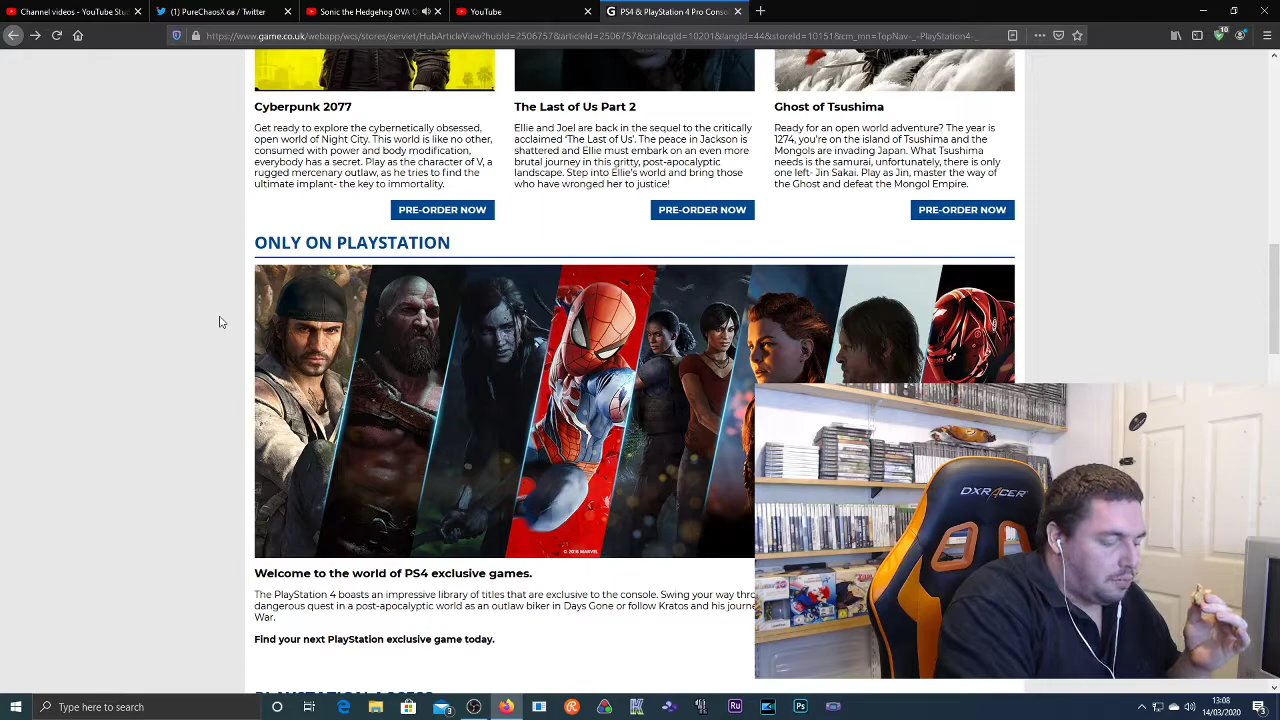 Channel videos - YouTube Stud
(1) PureChaosX on / Twitter
Sonic the Hedgehog OVA O
YouTube
PS4 & PlayStation 4 Pro Conso
https://www.game.co.uk/webapp/wcs/stores/servlet/HubArticleView?hubId=2506757&articleId=2506757&catalogId=10201&langId=44&storeId=10151&cm_mn=TopNav-_-PlayStation4-_
10
Cyberpunk 2077
Get ready to explore the cybernetically obsessed,
open world of Night City. This world is like no other,
consumed with power and body modification,
everybody has a secret. Play as the character of V, a
rugged mercenary outlaw, as he tries to find the
ultimate implant- the key to immortality.
PRE-ORDER NOW
The Last of Us Part 2
Ellie and Joel are back in the sequel to the critically
acclaimed 'The Last of Us'. The peace in Jackson is
shattered and Ellie must embark on an even more
brutal journey in this gritty, post-apocalyptic
landscape. Step into Ellie's world and bring those
who have wronged her to justice!
PRE-ORDER NOW
Ghost of Tsushima
Ready for an open world adventure? The year is
1274, you're on the island of Tsushima and the
Mongols are invading Japan. What Tsushima
needs is the samurai, unfortunately, there is only
one left- Jin Sakai. Play as Jin, master the way of
the Ghost and defeat the Mongol Empire.
PRE-ORDER NOW
ONLY ON PLAYSTATION
© 2018 MARVEL
Welcome to the world of PS4 exclusive games.
The PlayStation 4 boasts an impressive library of titles that are exclusive to the console. Swing your way thro
dangerous quest in a post-apocalyptic world as an outlaw biker in Days Gone or follow Kratos and his journe
War.
Find your next PlayStation exclusive game today.
DXRACER
Type here to search
3
Ru
Ps
13:08
14/03/2020